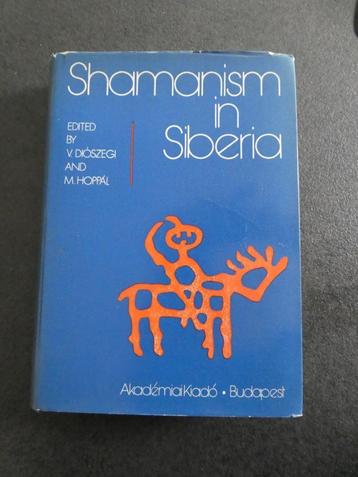 Shamanism
in
Siberia
EDITED
BY
V. DIÓSZEGI
AND
M. HOPPÁL
Akadémiai Kiadó • Budapest